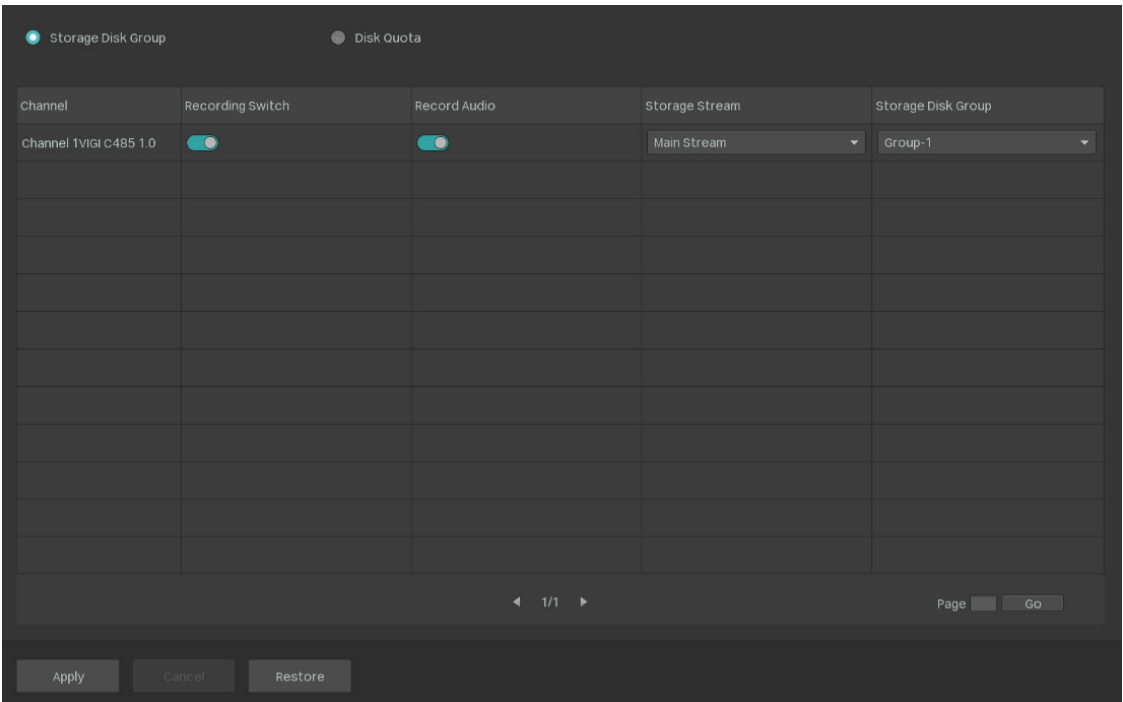 Storage Disk Group Disk Quota
Channel Recording Switch Record Audio Storage Stream Storage Disk Group
Channel 1VIGI C485 1.0 Main Stream Group-1
1/1 Page Go
Apply Cancel Restore